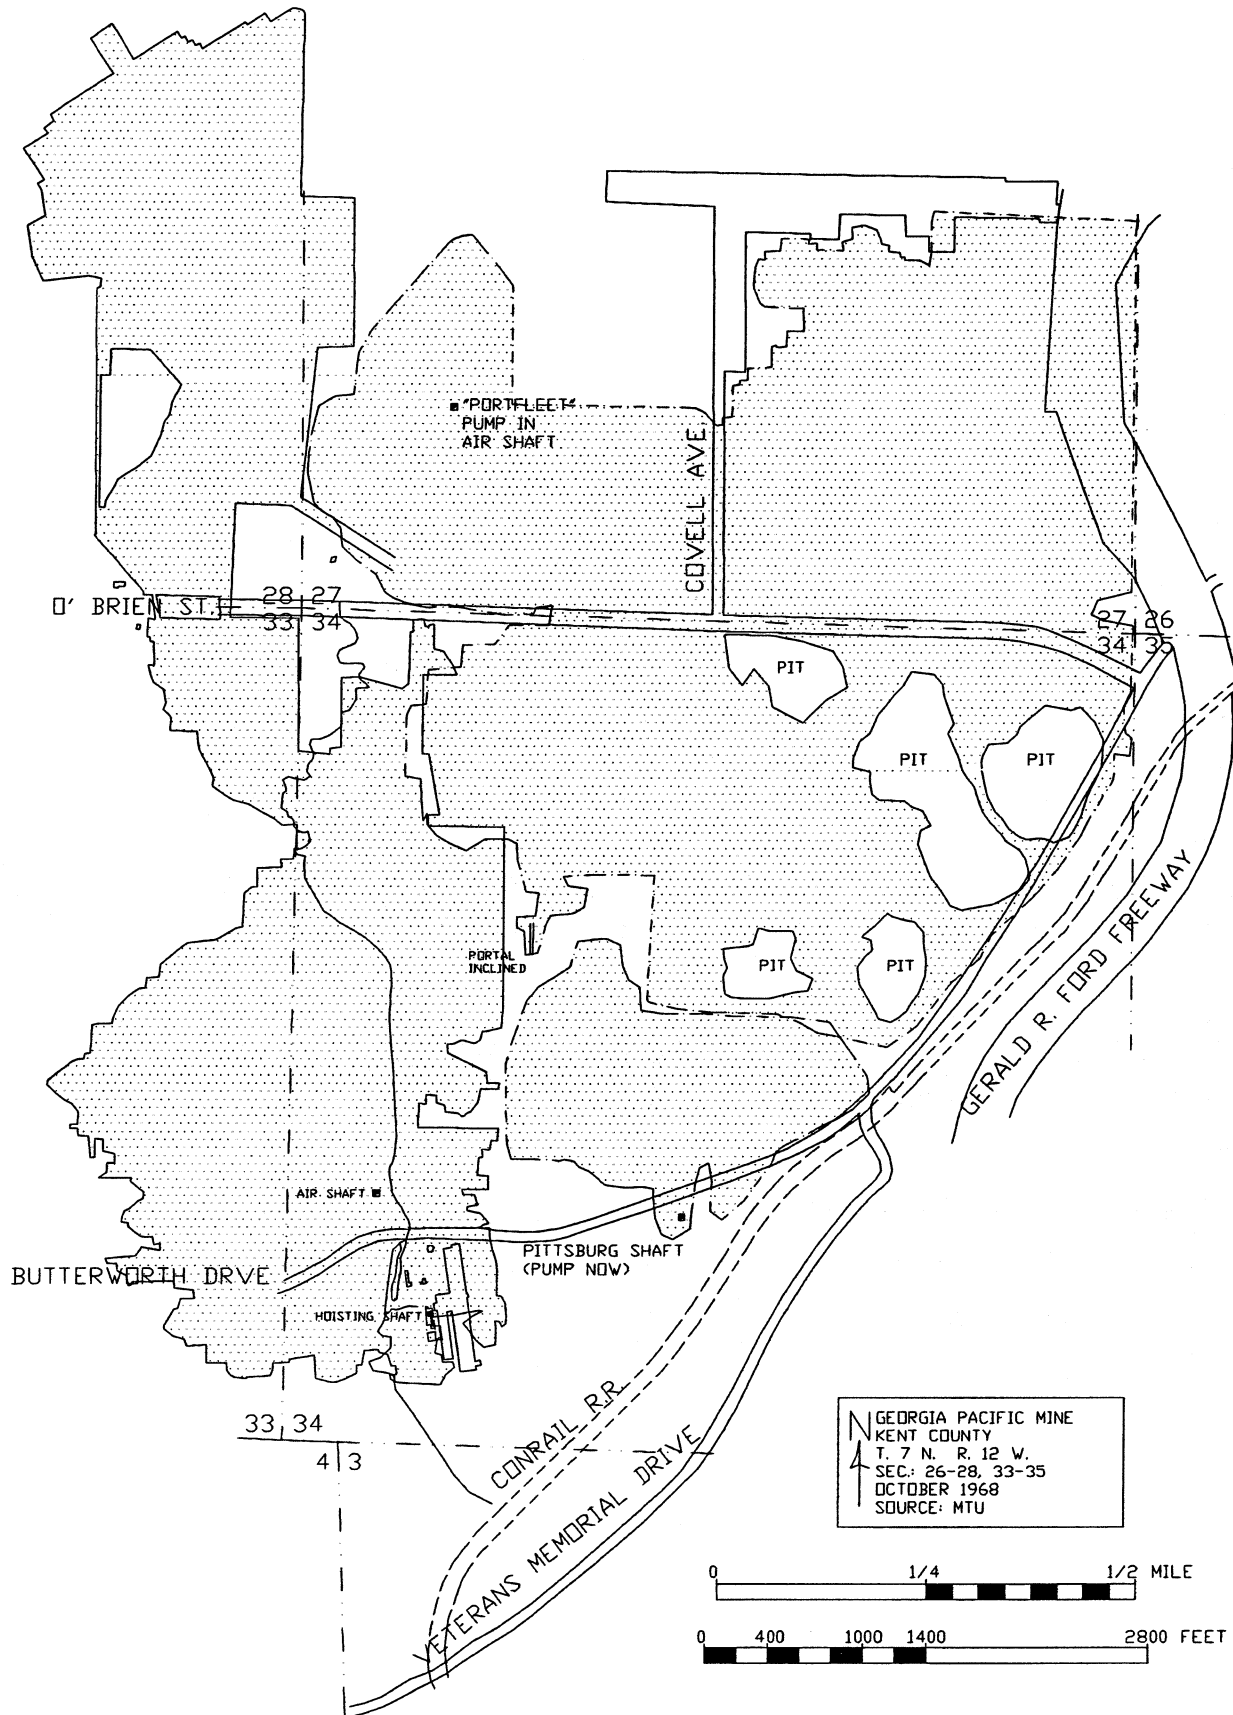 "PORTFLEET"
PUMP IN
AIR SHAFT
COVELL AVE
O' BRIEN ST.
28 27
33 34
27 26
34 35
PIT
PIT
PIT
PORTAL
INCLINED
PIT
PIT
GERALD R. FORD FREEWAY
AIR SHAFT
PITTSBURG SHAFT
(PUMP NOW)
BUTTERWORTH DRVE
HOISTING SHAFT
33 34
4 3
CONRAIL R.R.
VETERANS MEMORIAL DRIVE
N
GEORGIA PACIFIC MINE
KENT COUNTY
T. 7 N. R. 12 W.
SEC.: 26-28, 33-35
OCTOBER 1968
SOURCE: MTU
0 1/4 1/2 MILE
0 400 1000 1400 2800 FEET